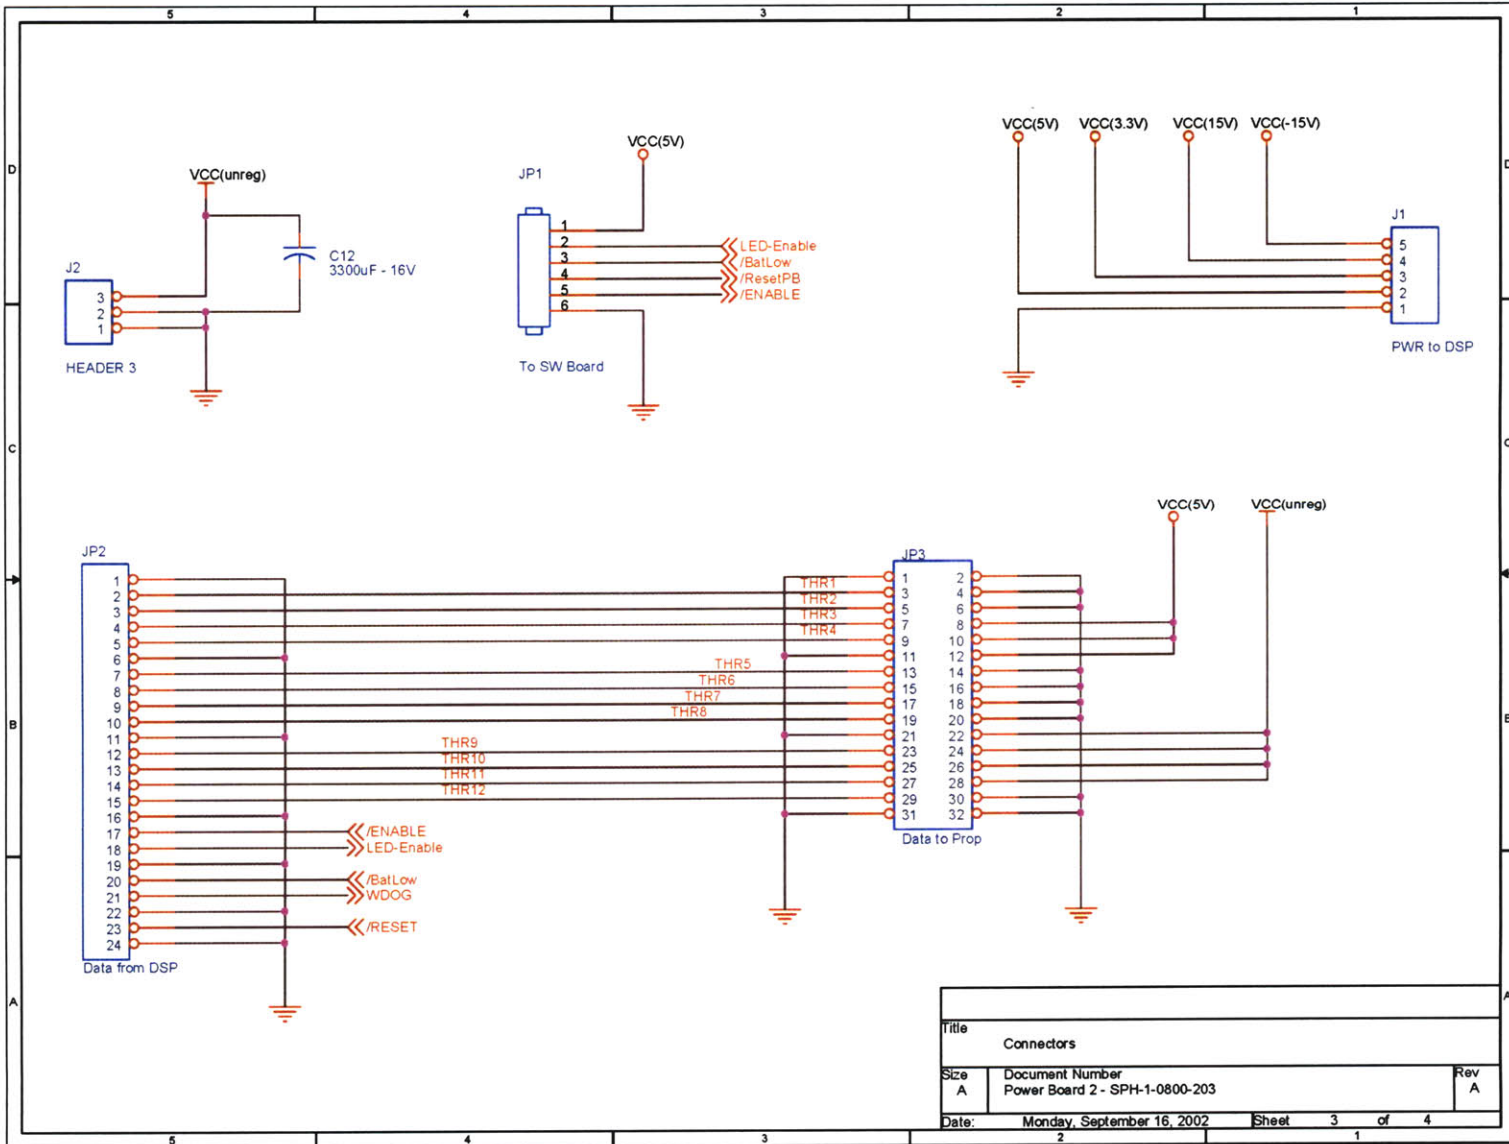 5 4 3 2 1
D
D
C
C
B
B
A
A
VCC(unreg)
C12
3300uF - 16V
J2
3
2
1
HEADER 3
VCC(5V)
JP1
1
2
3
4
5
6
LED-Enable
/BatLow
/ResetPB
/ENABLE
To SW Board
VCC(5V) VCC(3.3V) VCC(15V) VCC(-15V)
J1
5
4
3
2
1
PWR to DSP
JP2
1
2
3
4
5
6
7
8
9
10
11
12
13
14
15
16
17
18
19
20
21
22
23
24
Data from DSP
THR1
THR2
THR3
THR4
THR5
THR6
THR7
THR8
THR9
THR10
THR11
THR12
/ENABLE
LED-Enable
/BatLow
WDOG
/RESET
VCC(5V) VCC(unreg)
JP3
1 2
3 4
5 6
7 8
9 10
11 12
13 14
15 16
17 18
19 20
21 22
23 24
25 26
27 28
29 30
31 32
Data to Prop
Title
Connectors
Size Document Number Rev
A Power Board 2 - SPH-1-0800-203 A
Date: Monday, September 16, 2002 Sheet 3 of 4
5 4 3 2 1